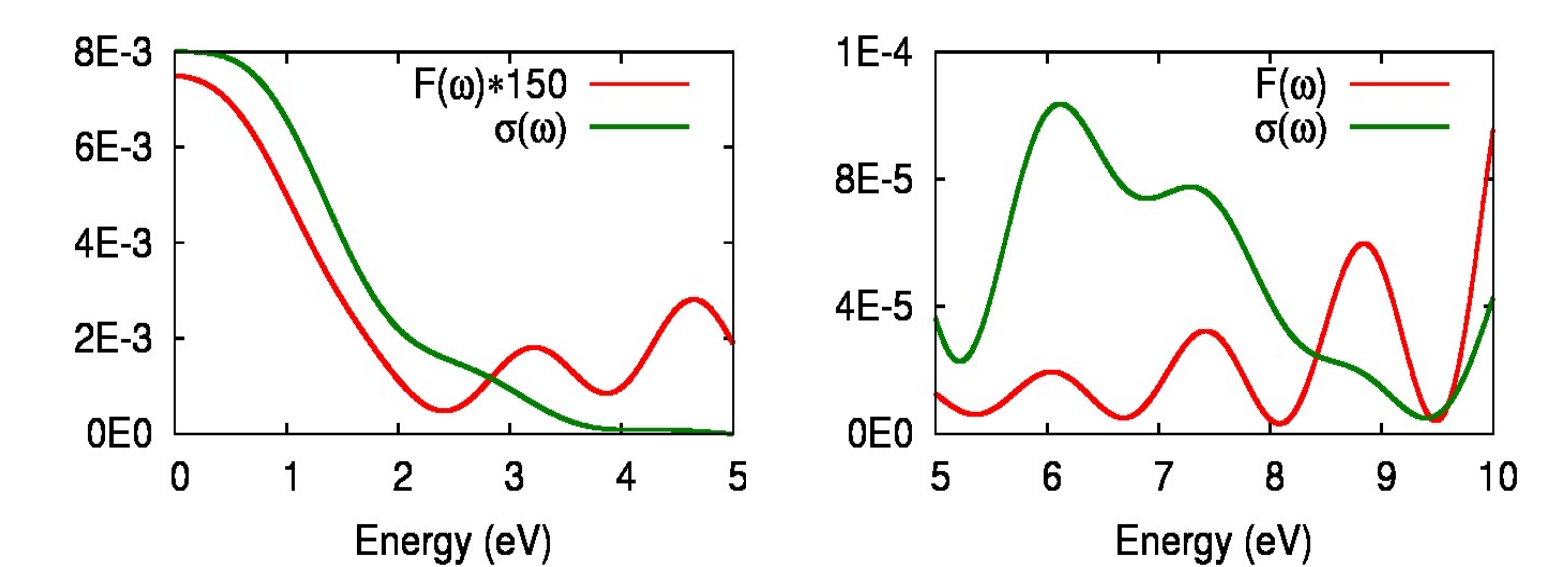 8E-3
6E-3
4E-3
2E-3
0E0
F(ω)*150
σ(ω)
0 1 2 3 4 5
Energy (eV)
1E-4
8E-5
4E-5
0E0
F(ω)
σ(ω)
5 6 7 8 9 10
Energy (eV)